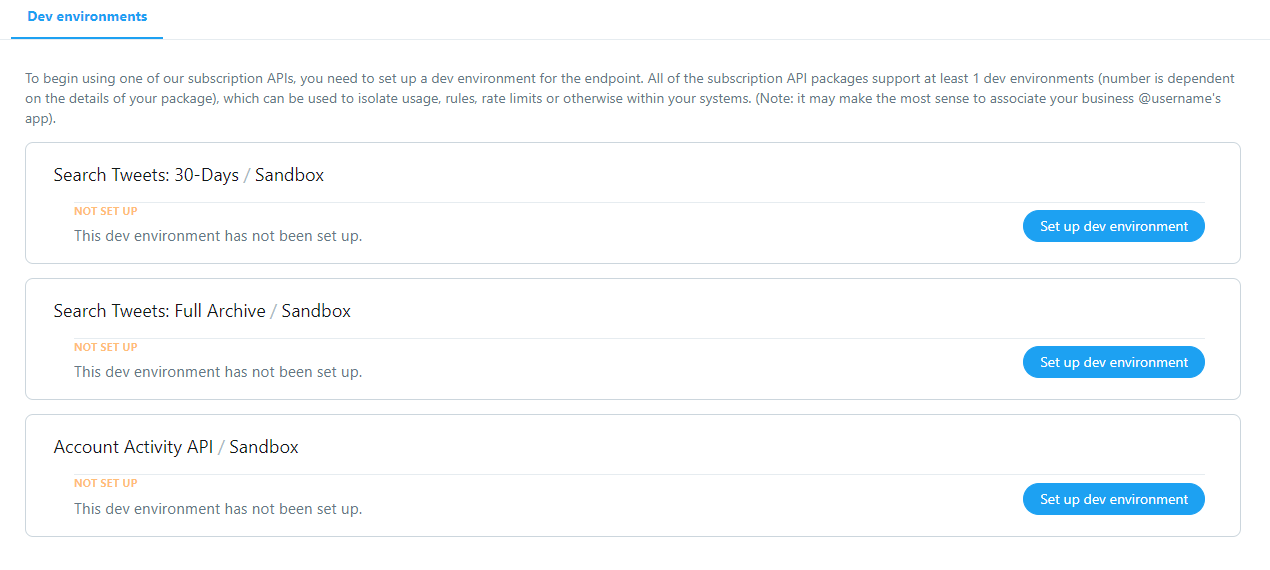 Dev environments
To begin using one of our subscription APIs, you need to set up a dev environment for the endpoint. All of the subscription API packages support at least 1 dev environments (number is dependent
on the details of your package), which can be used to isolate usage, rules, rate limits or otherwise within your systems. (Note: it may make the most sense to associate your business @username's
app).
Search Tweets: 30-Days / Sandbox
NOT SET UP
This dev environment has not been set up.
Set up dev environment
Search Tweets: Full Archive / Sandbox
NOT SET UP
This dev environment has not been set up.
Set up dev environment
Account Activity API / Sandbox
NOT SET UP
This dev environment has not been set up.
Set up dev environment